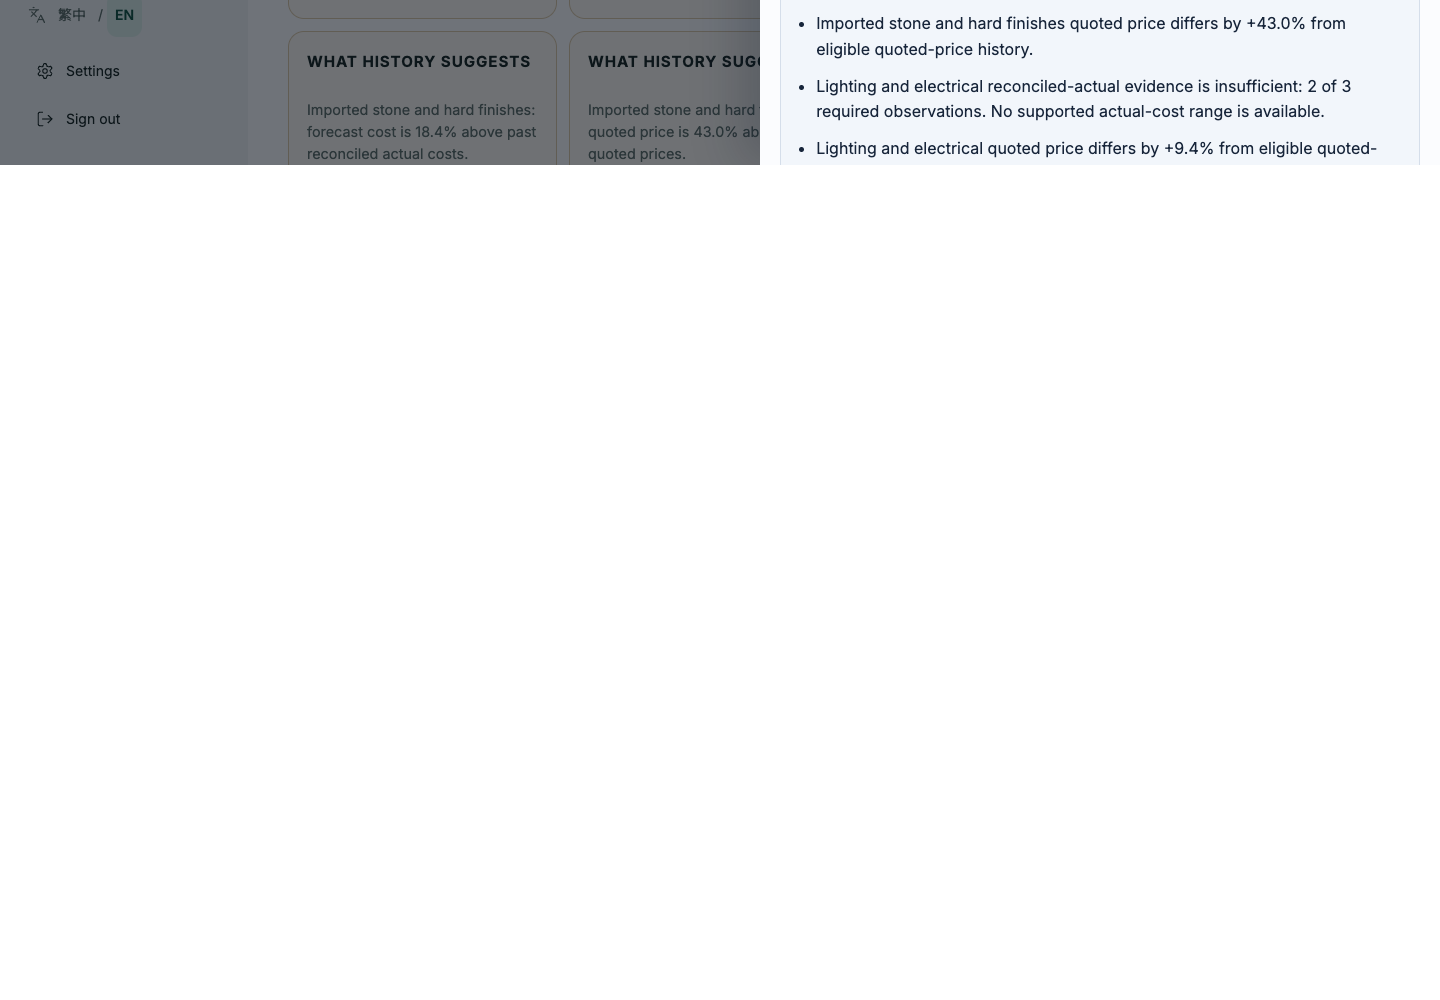 繁中 / EN
Settings
Sign out
WHAT HISTORY SUGGESTS
Imported stone and hard finishes:
forecast cost is 18.4% above past
reconciled actual costs.
WHAT HISTORY SUGG
Imported stone and hard
quoted price is 43.0% ab
quoted prices.
• Imported stone and hard finishes quoted price differs by +43.0% from
eligible quoted-price history.
• Lighting and electrical reconciled-actual evidence is insufficient: 2 of 3
required observations. No supported actual-cost range is available.
• Lighting and electrical quoted price differs by +9.4% from eligible quoted-